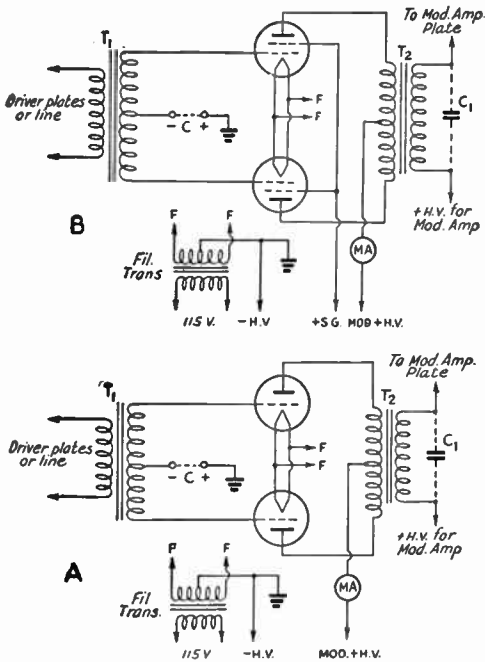 To Mod. Amp.
Plate
T1
T2
Driver plates
or line
- C +
F
F
C1
B
F F
Fil.
Trans
+ H.V. for
Mod. Amp
MA
115 V. -H.V +S.G. MOD +H.V.
To Mod. Amp.
Plate
T1
T2
Driver plates
or line
- C +
F
F
C1
+ H.V. for
Mod. Amp.
A
F F
Fil
Trans.
MA
115 V -H.V. MOD. +H.V.